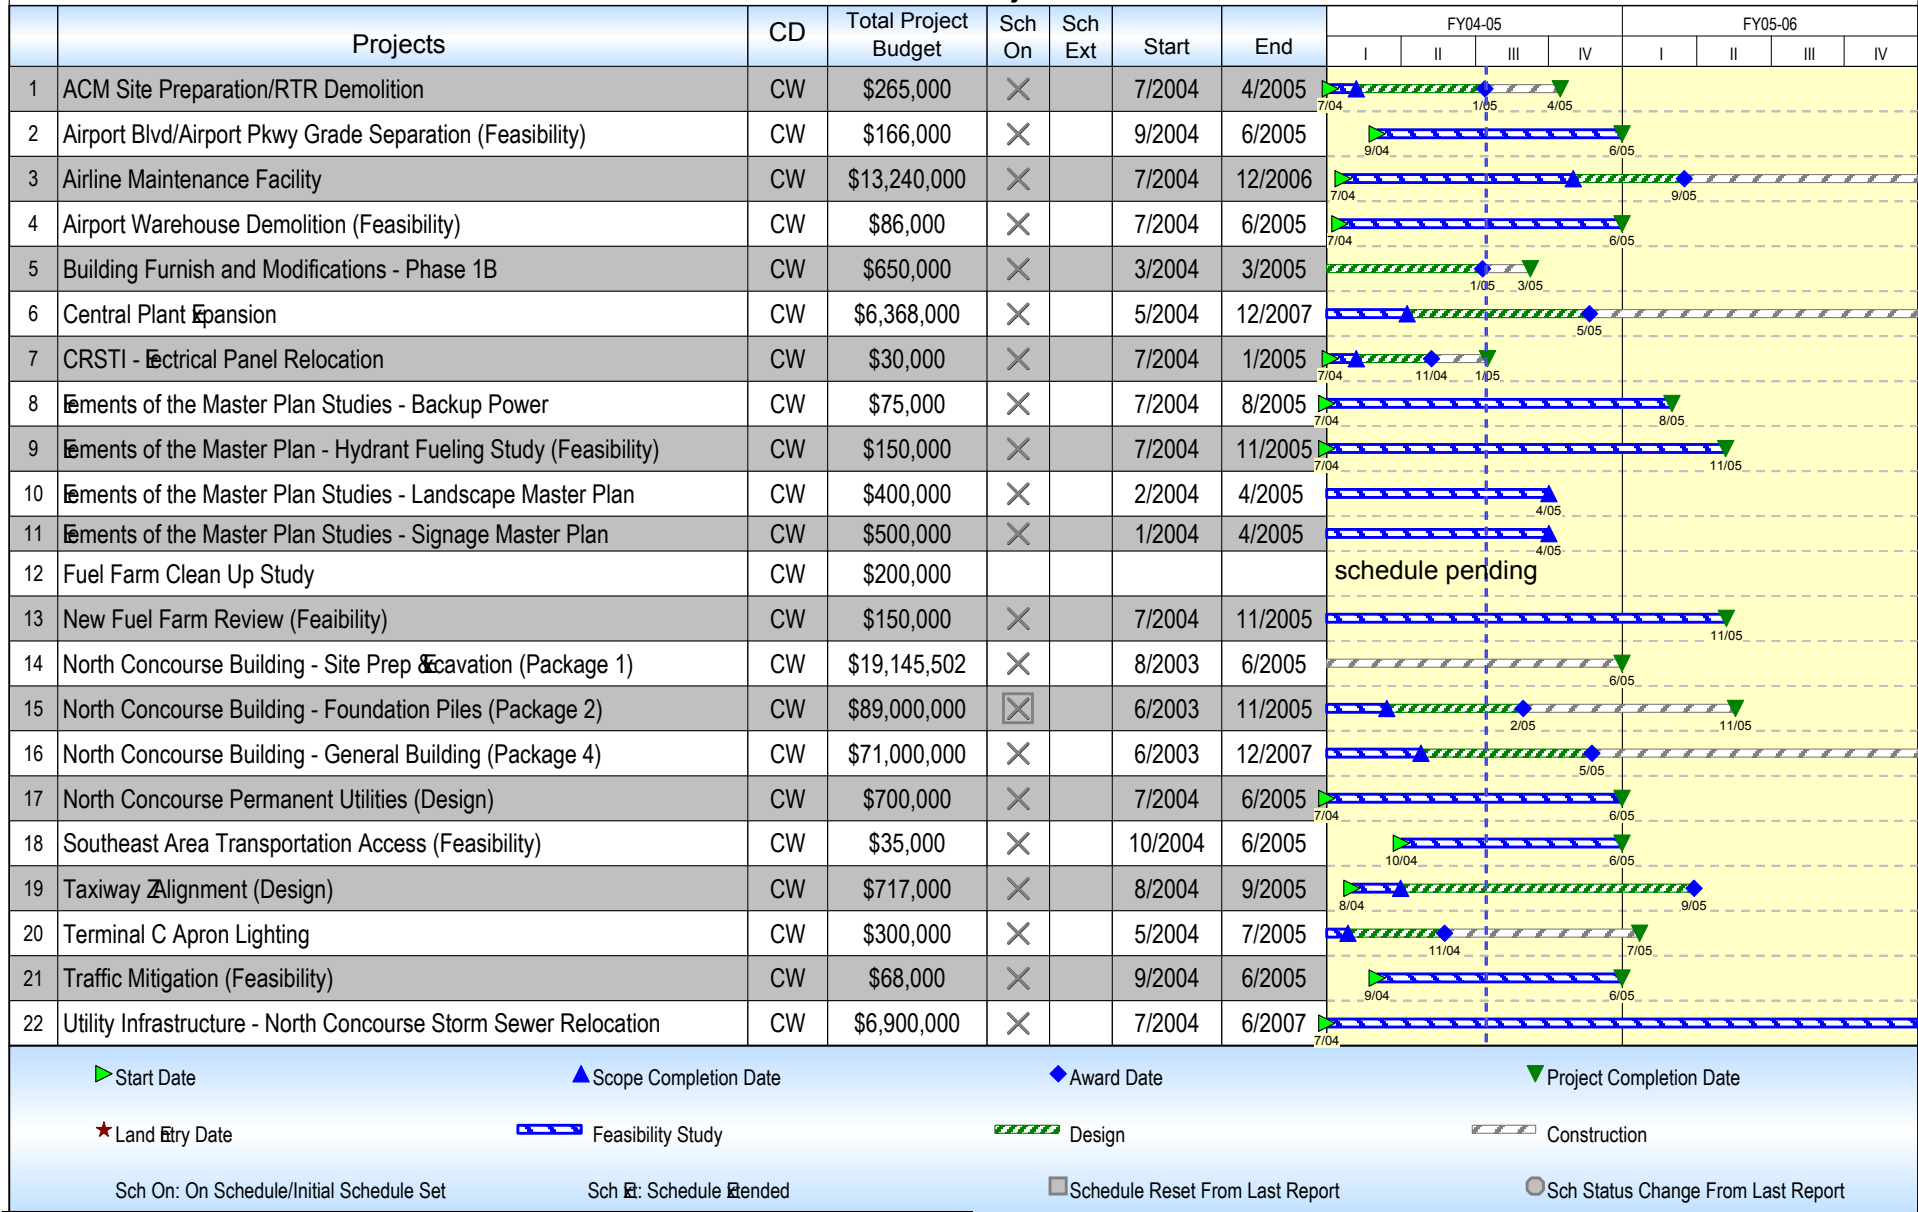 Projects CD Total Project Budget Sch On Sch Ext Start End FY04-05 FY05-06
I II III IV I II III IV
1 ACM Site Preparation/RTR Demolition CW $265,000 7/2004 4/2005 7/04 1/05 4/05
2 Airport Blvd/Airport Pkwy Grade Separation (Feasibility) CW $166,000 9/2004 6/2005 9/04 6/05
3 Airline Maintenance Facility CW $13,240,000 7/2004 12/2006 7/04 9/05
4 Airport Warehouse Demolition (Feasibility) CW $86,000 7/2004 6/2005 7/04 6/05
5 Building Furnish and Modifications - Phase 1B CW $650,000 3/2004 3/2005 1/05 3/05
6 Central Plant Expansion CW $6,368,000 5/2004 12/2007 5/05
7 CRSTI - Electrical Panel Relocation CW $30,000 7/2004 1/2005 7/04 11/04 1/05
8 Elements of the Master Plan Studies - Backup Power CW $75,000 7/2004 8/2005 7/04 8/05
9 Elements of the Master Plan - Hydrant Fueling Study (Feasibility) CW $150,000 7/2004 11/2005 7/04 11/05
10 Elements of the Master Plan Studies - Landscape Master Plan CW $400,000 2/2004 4/2005 4/05
11 Elements of the Master Plan Studies - Signage Master Plan CW $500,000 1/2004 4/2005 4/05
12 Fuel Farm Clean Up Study CW $200,000 schedule pending
13 New Fuel Farm Review (Feaibility) CW $150,000 7/2004 11/2005 11/05
14 North Concourse Building - Site Prep & Excavation (Package 1) CW $19,145,502 8/2003 6/2005 6/05
15 North Concourse Building - Foundation Piles (Package 2) CW $89,000,000 6/2003 11/2005 2/05 11/05
16 North Concourse Building - General Building (Package 4) CW $71,000,000 6/2003 12/2007 5/05
17 North Concourse Permanent Utilities (Design) CW $700,000 7/2004 6/2005 7/04 6/05
18 Southeast Area Transportation Access (Feasibility) CW $35,000 10/2004 6/2005 10/04 6/05
19 Taxiway Z Alignment (Design) CW $717,000 8/2004 9/2005 8/04 9/05
20 Terminal C Apron Lighting CW $300,000 5/2004 7/2005 11/04 7/05
21 Traffic Mitigation (Feasibility) CW $68,000 9/2004 6/2005 9/04 6/05
22 Utility Infrastructure - North Concourse Storm Sewer Relocation CW $6,900,000 7/2004 6/2007 7/04
Start Date Scope Completion Date Award Date Project Completion Date
Land Entry Date Feasibility Study Design Construction
Sch On: On Schedule/Initial Schedule Set Sch Ext: Schedule Extended Schedule Reset From Last Report Sch Status Change From Last Report